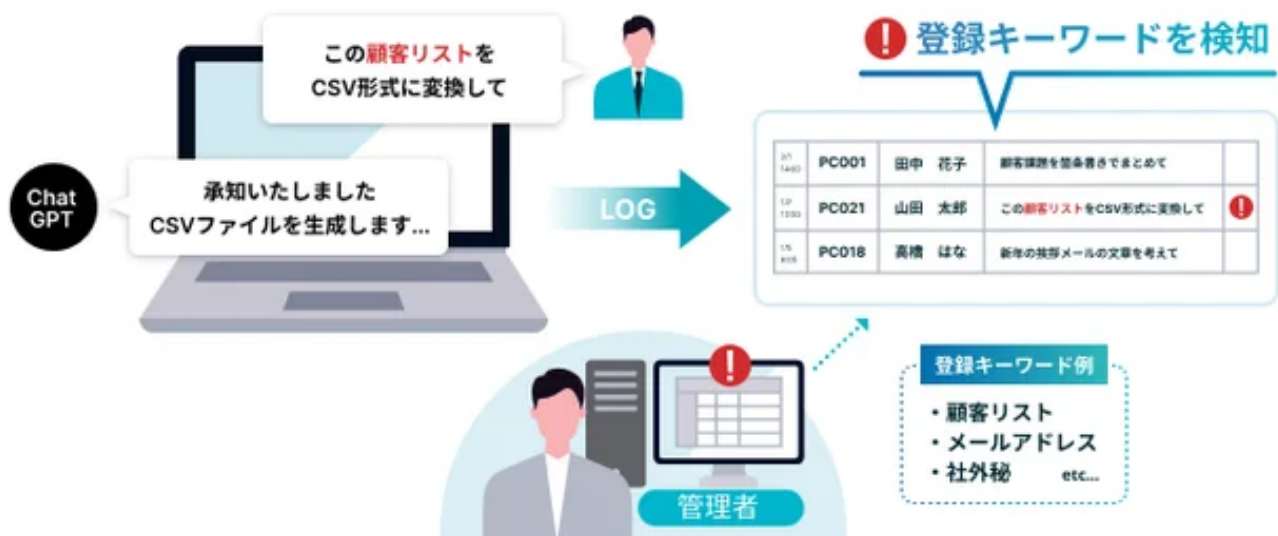 この顧客リストを
CSV形式に変換して
Chat
GPT
承知いたしました
CSVファイルを生成します...
LOG
登録キーワードを検知
PC001 田中 花子 顧客課題を箇条書きでまとめて
PC021 山田 太郎 この顧客リストをCSV形式に変換して
PC018 高橋 はな 新年の挨拶メールの文章を考えて
管理者
登録キーワード例
・顧客リスト
・メールアドレス
・社外秘 etc...